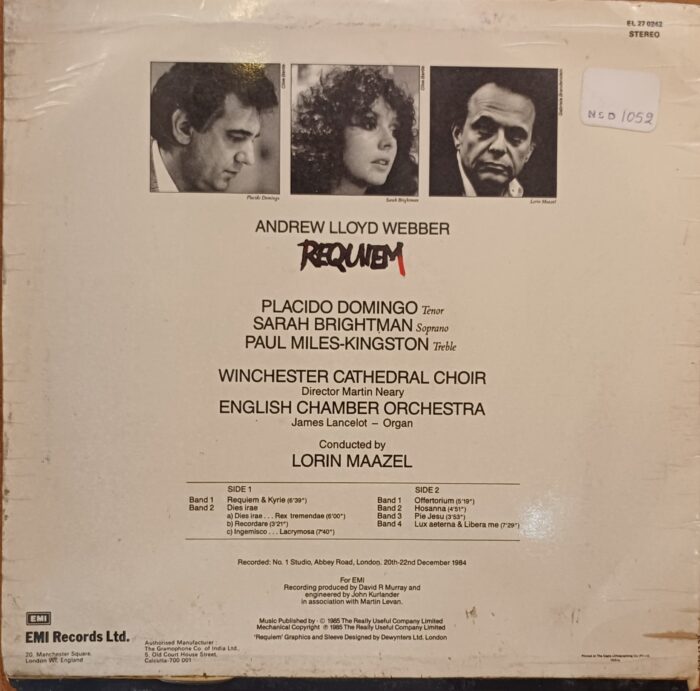 EL 27 0242
STEREO
Clive Barda
Clive Barda
NSD 1052
Placido Domingo
Sarah Brightman
Lorin Maazel
ANDREW LLOYD WEBBER
REQUIEM
PLACIDO DOMINGO Tenor
SARAH BRIGHTMAN Soprano
PAUL MILES-KINGSTON Treble
WINCHESTER CATHEDRAL CHOIR
Director Martin Neary
ENGLISH CHAMBER ORCHESTRA
James Lancelot – Organ
Conducted by
LORIN MAAZEL
SIDE 1
Band 1 Requiem & Kyrie (6'39")
Band 2 Dies irae
a) Dies irae . . . Rex tremendae (6'00")
b) Recordare (3'21")
c) Ingemisco . . . Lacrymosa (7'40")
SIDE 2
Band 1 Offertorium (5'19")
Band 2 Hosanna (4'51")
Band 3 Pie Jesu (3'53")
Band 4 Lux aeterna & Libera me (7'29")
Recorded: No. 1 Studio, Abbey Road, London. 20th-22nd December 1984
For EMI
Recording produced by David R Murray and
engineered by John Kurlander
in association with Martin Levan.
Music Published by - © 1985 The Really Useful Company Limited
Mechanical Copyright ℗ 1985 The Really Useful Company Limited
'Requiem' Graphics and Sleeve Designed by Dewynters Ltd. London
EMI
EMI Records Ltd.
20, Manchester Square,
London W1, England
Authorised Manufacturer :
The Gramophone Co of India Ltd.,
5, Old Court House Street,
Calcutta-700 001